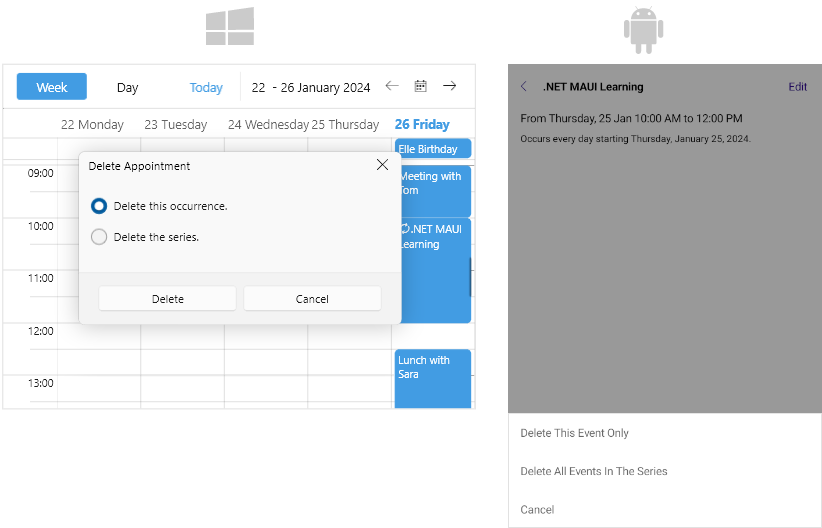 Week Day Today 22 - 26 January 2024
22 Monday 23 Tuesday 24 Wednesday 25 Thursday 26 Friday
Elle Birthday
Delete Appointment
Delete this occurrence.
Delete the series.
Delete Cancel
09:00
10:00
11:00
12:00
13:00
Meeting with
Tom
.NET MAUI
Learning
Lunch with
Sara
.NET MAUI Learning Edit
From Thursday, 25 Jan 10:00 AM to 12:00 PM
Occurs every day starting Thursday, January 25, 2024.
Delete This Event Only
Delete All Events In The Series
Cancel